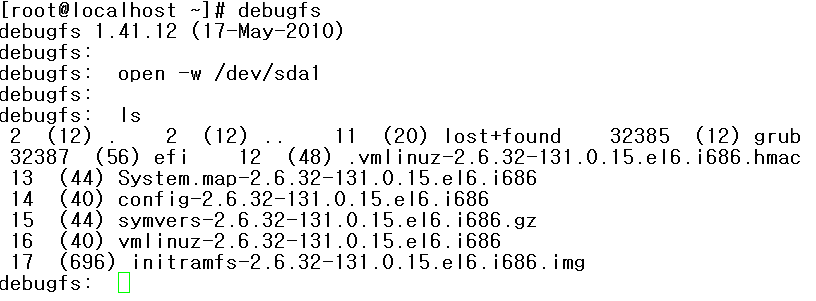 [root@localhost ~]# debugfs
debugfs 1.41.12 (17-May-2010)
debugfs:
debugfs:  open -w /dev/sda1
debugfs:
debugfs:  ls
 2  (12) .    2  (12) ..    11  (20) lost+found    32385  (12) grub
32387  (56) efi    12  (48) .vmlinuz-2.6.32-131.0.15.el6.i686.hmac
 13  (44) System.map-2.6.32-131.0.15.el6.i686
 14  (40) config-2.6.32-131.0.15.el6.i686
 15  (44) symvers-2.6.32-131.0.15.el6.i686.gz
 16  (40) vmlinuz-2.6.32-131.0.15.el6.i686
 17  (696) initramfs-2.6.32-131.0.15.el6.i686.img
debugfs: